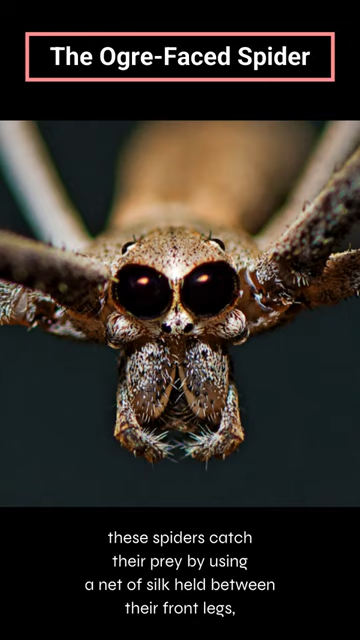 The Ogre-Faced Spider
these spiders catch
their prey by using
a net of silk held between
their front legs,